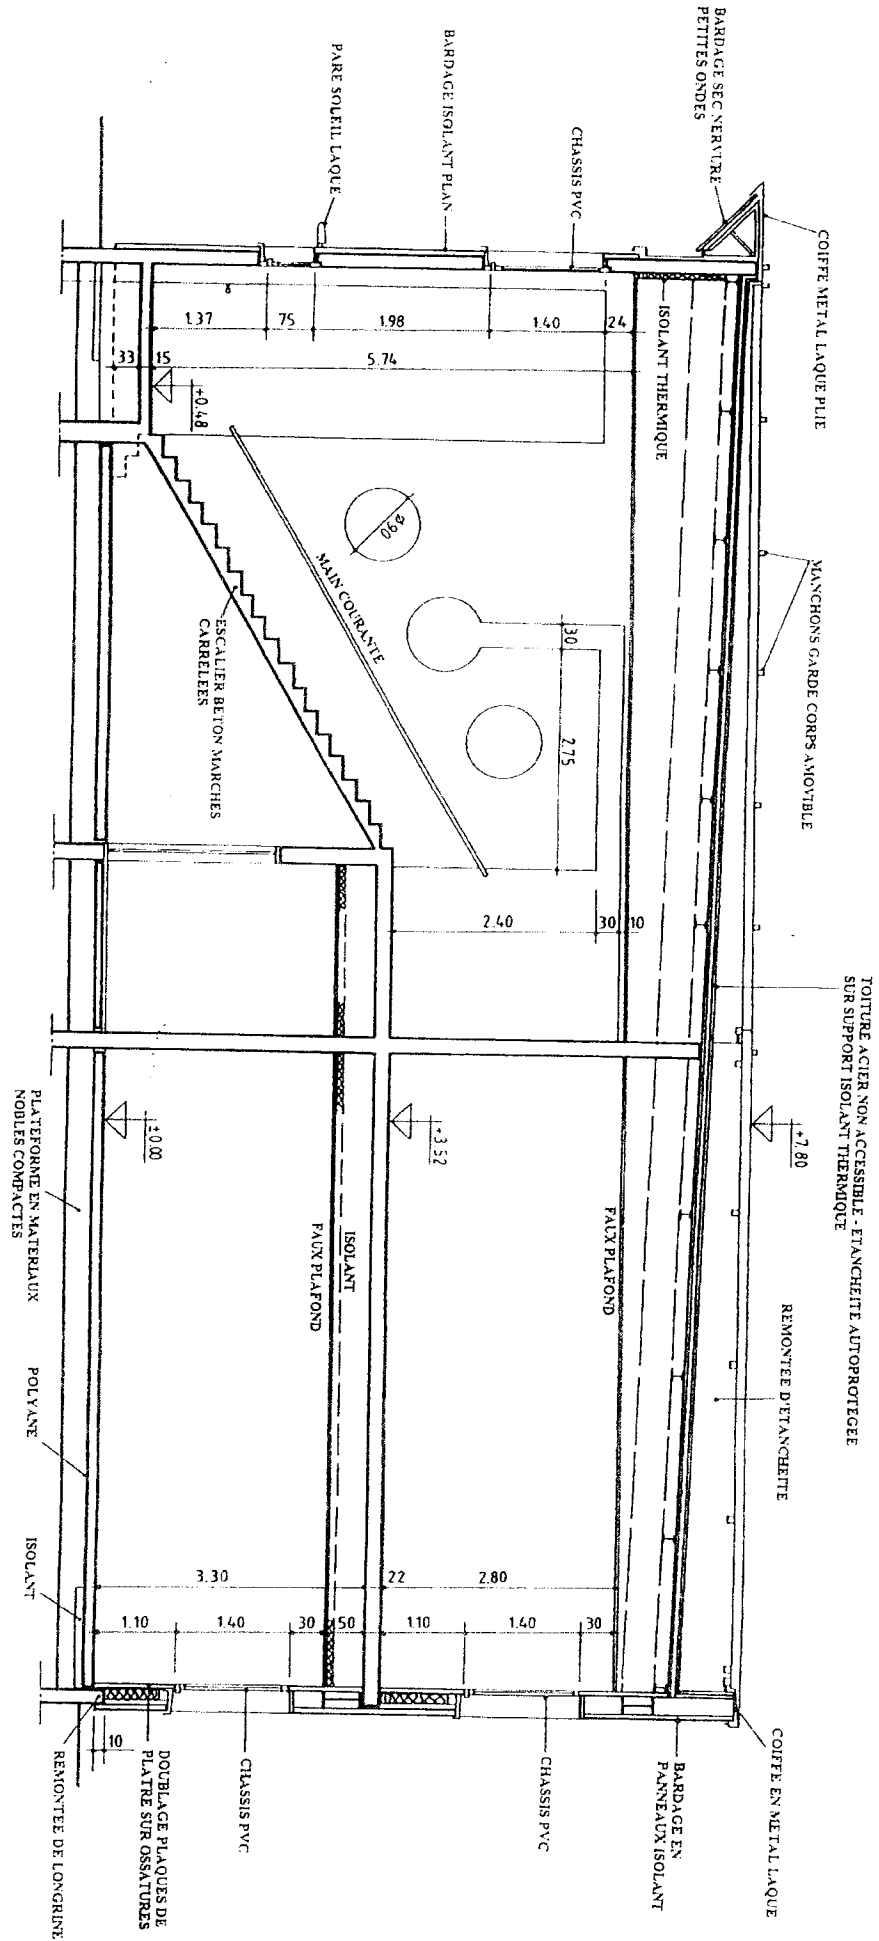 BARDAGE SEC NERVURE
PETITES ONDES
COIFFE METAL LAQUE PLIE
MANCHONS GARDE CORPS AMOVIBLE
TOITURE ACIER NON ACCESSIBLE - ETANCHEITE AUTOPROTEGEE
SUR SUPPORT ISOLANT THERMIQUE
+7.80
REMONTEE D'ETANCHEITE
COIFFE EN METAL LAQUE
BARDAGE EN
PANNEAUX ISOLANT
CHASSIS PVC
BARDAGE ISOLANT PLAN
PARE SOLEIL LAQUE
ISOLANT THERMIQUE
24
1.40
1.98
75
1.37
5.74
15
33
+0.48
ø90
MAIN COURANTE
ESCALIER BETON MARCHES
CARRELEES
30
2.75
10
30
2.40
FAUX PLAFOND
+3.52
ISOLANT
FAUX PLAFOND
±0.00
2.80
22
3.30
30
1.40
1.10
50
30
1.40
1.10
CHASSIS PVC
CHASSIS PVC
10
DOUBLAGE PLAQUES DE
PLATRE SUR OSSATURES
REMONTEE DE LONGRINE
PLATEFORME EN MATERIAUX
NOBLES COMPACTES
POLYANE
ISOLANT